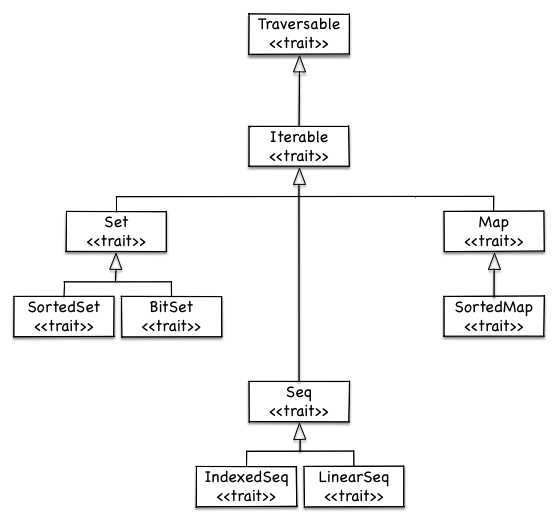 Traversable
<<trait>>
Iterable
<<trait>>
Set
<<trait>>
Map
<<trait>>
SortedSet
<<trait>>
BitSet
<<trait>>
SortedMap
<<trait>>
Seq
<<trait>>
IndexedSeq
<<trait>>
LinearSeq
<<trait>>